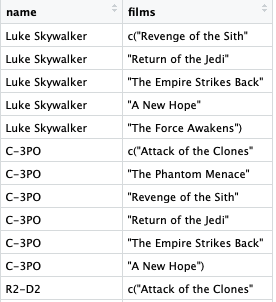 name films
Luke Skywalker c("Revenge of the Sith"
Luke Skywalker "Return of the Jedi"
Luke Skywalker "The Empire Strikes Back"
Luke Skywalker "A New Hope"
Luke Skywalker "The Force Awakens")
C-3PO c("Attack of the Clones"
C-3PO "The Phantom Menace"
C-3PO "Revenge of the Sith"
C-3PO "Return of the Jedi"
C-3PO "The Empire Strikes Back"
C-3PO "A New Hope")
R2-D2 c("Attack of the Clones"